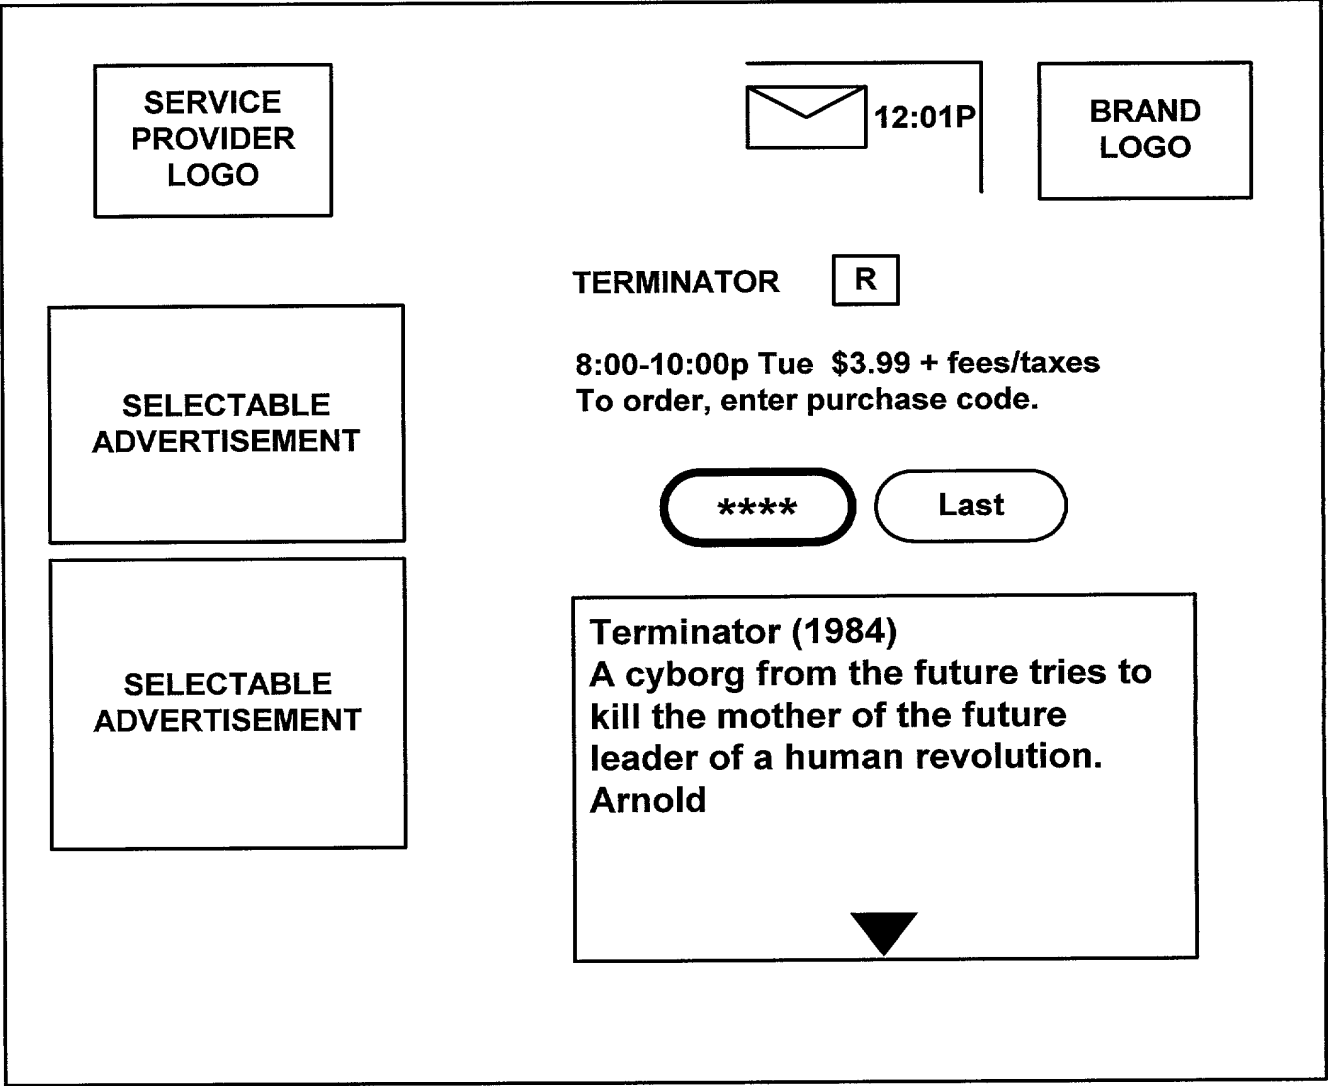 SERVICE
PROVIDER
LOGO
12:01P
BRAND
LOGO
TERMINATOR R
8:00-10:00p Tue $3.99 + fees/taxes
To order, enter purchase code.
**** Last
SELECTABLE
ADVERTISEMENT
SELECTABLE
ADVERTISEMENT
Terminator (1984)
A cyborg from the future tries to
kill the mother of the future
leader of a human revolution.
Arnold